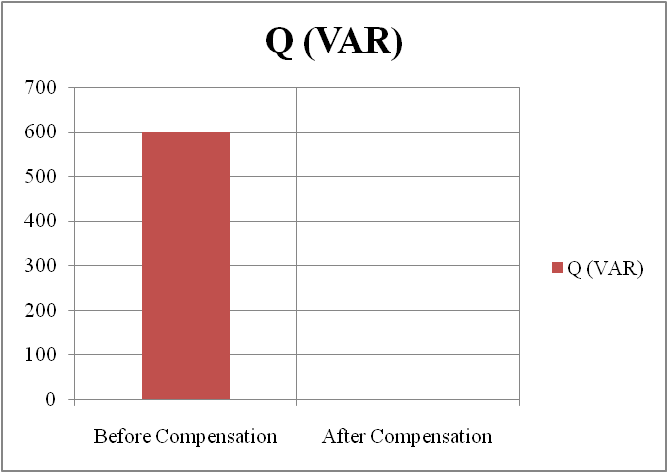 Q (VAR)
700
600
500
400
300
200
100
0
Before Compensation
After Compensation
Q (VAR)